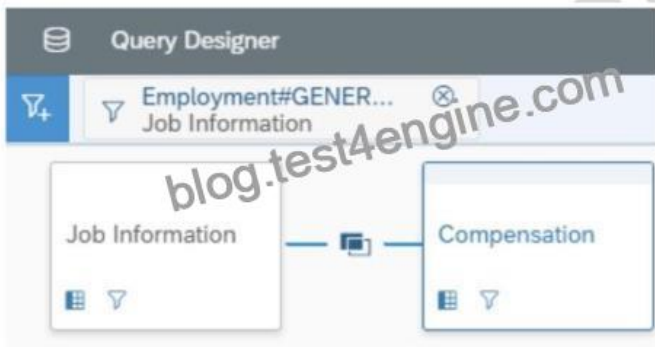 Query Designer
Employment#GENER...
Job Information
blog.test4engine.com
Job Information
Compensation